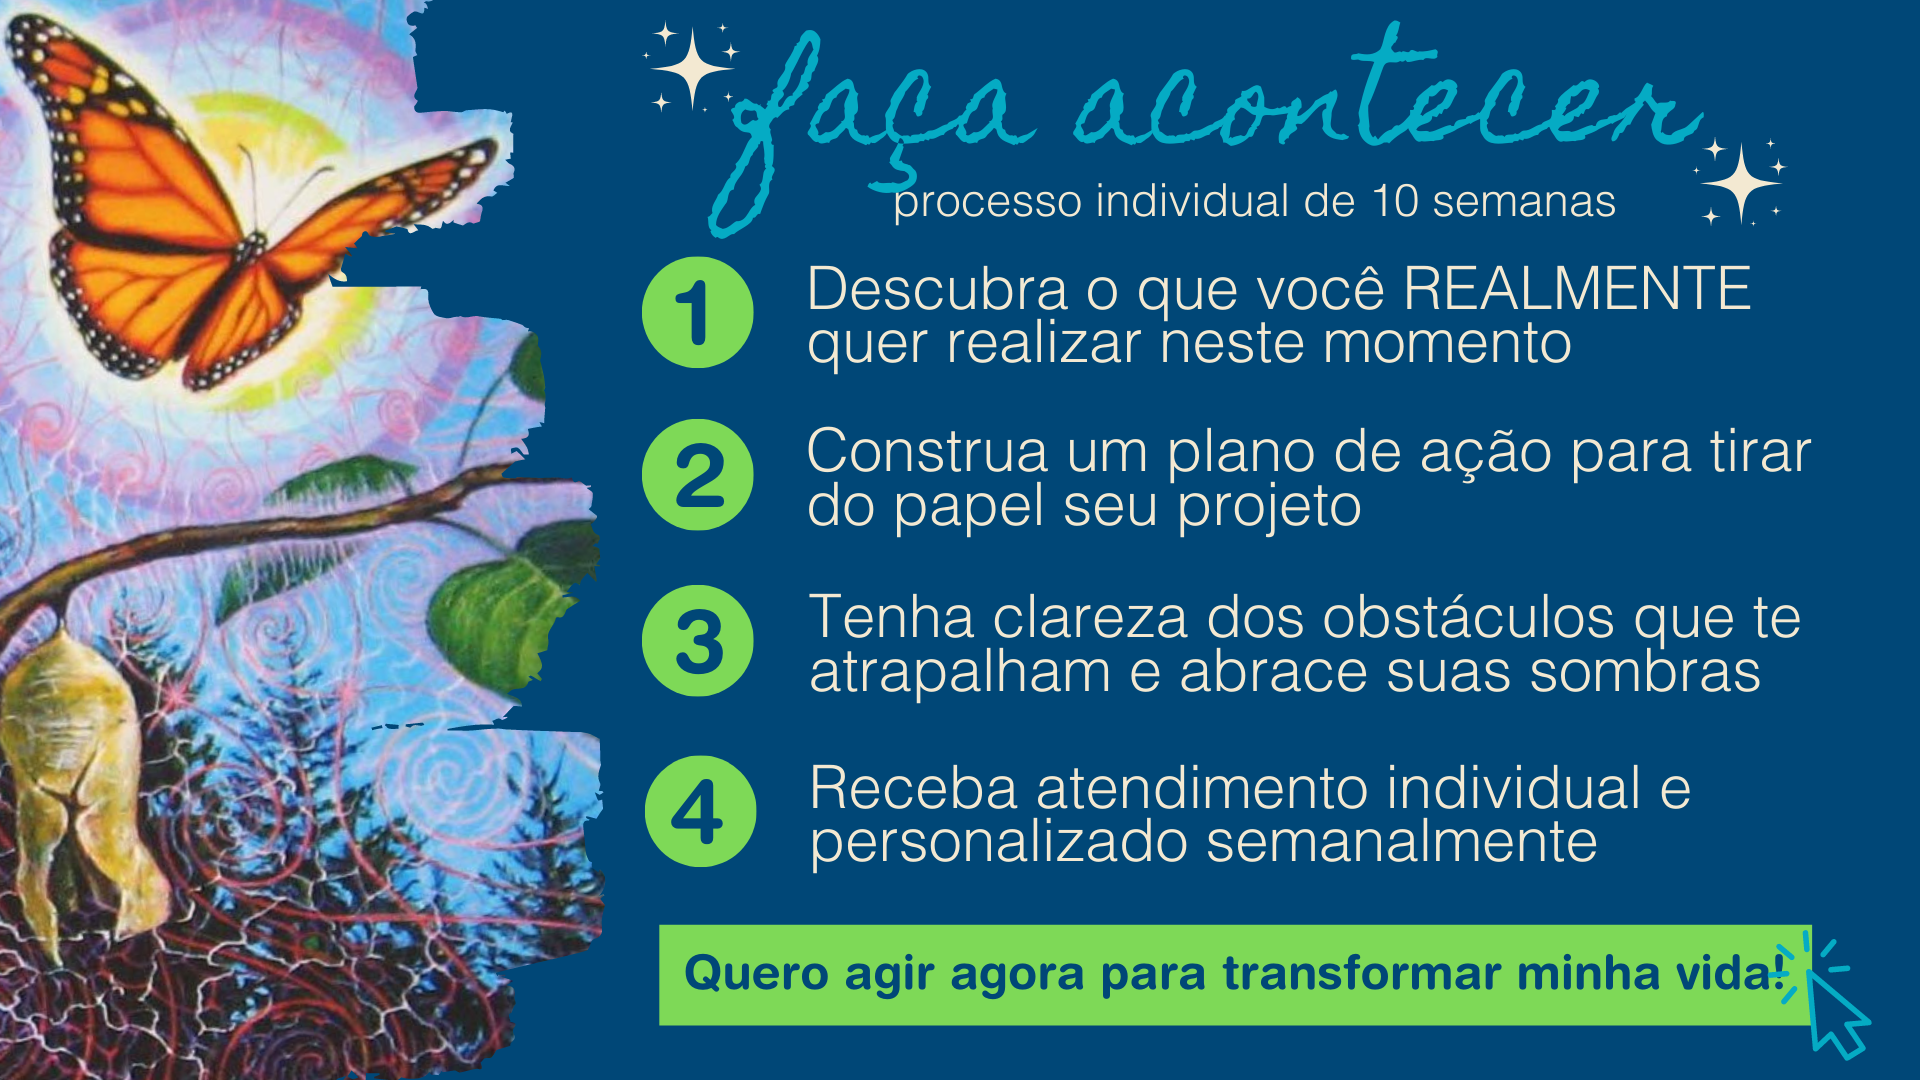 faça acontecer
processo individual de 10 semanas
1
Descubra o que você REALMENTE
quer realizar neste momento
2
Construa um plano de ação para tirar
do papel seu projeto
3
Tenha clareza dos obstáculos que te
atrapalham e abrace suas sombras
4
Receba atendimento individual e
personalizado semanalmente
Quero agir agora para transformar minha vida!